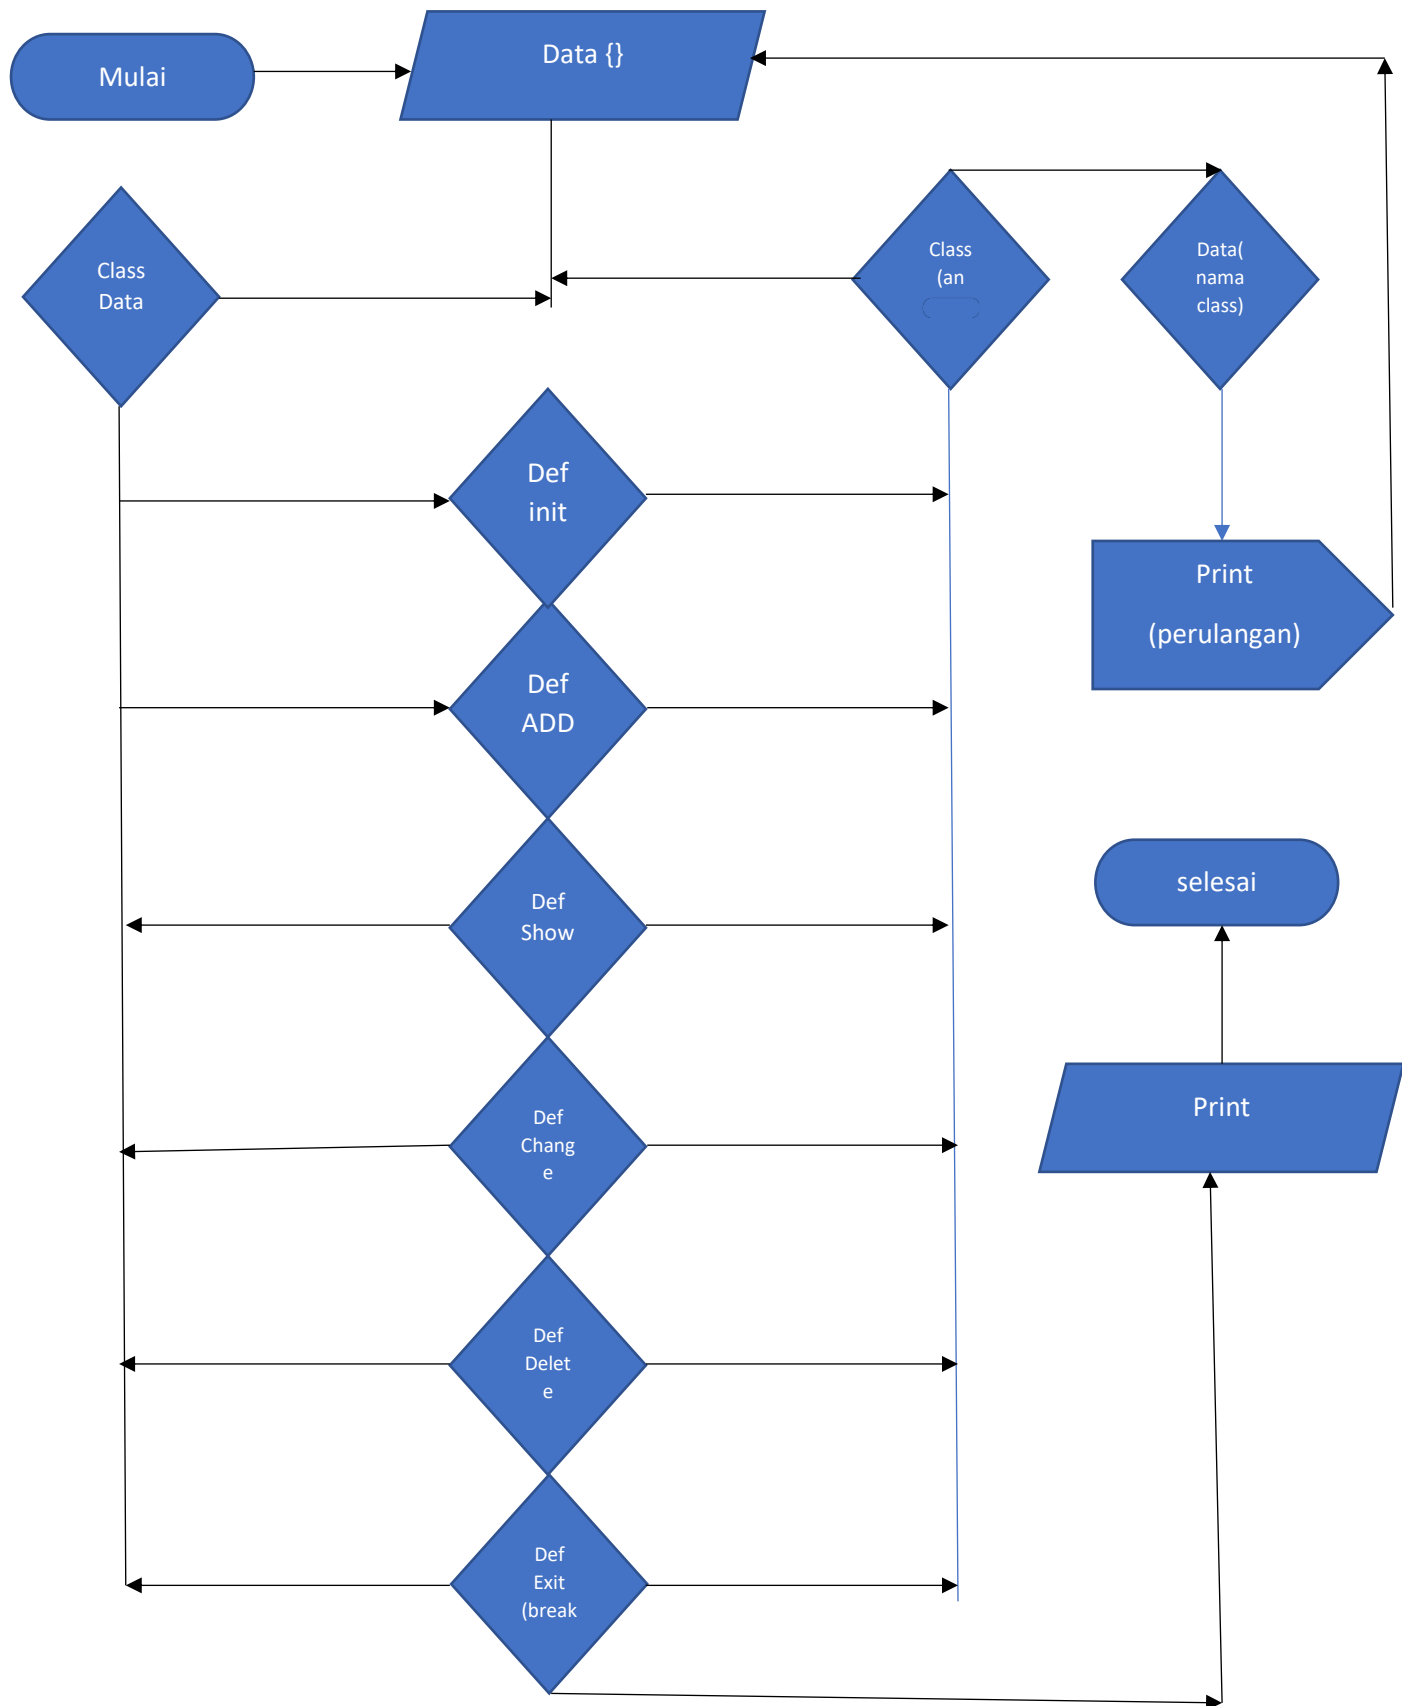 Mulai
Data {}
Class
Data
Class
(an
Data(
nama
class)
Def
init
Print
(perulangan)
Def
ADD
Def
Show
selesai
Def
Chang
e
Print
Def
Delet
e
Def
Exit
(break